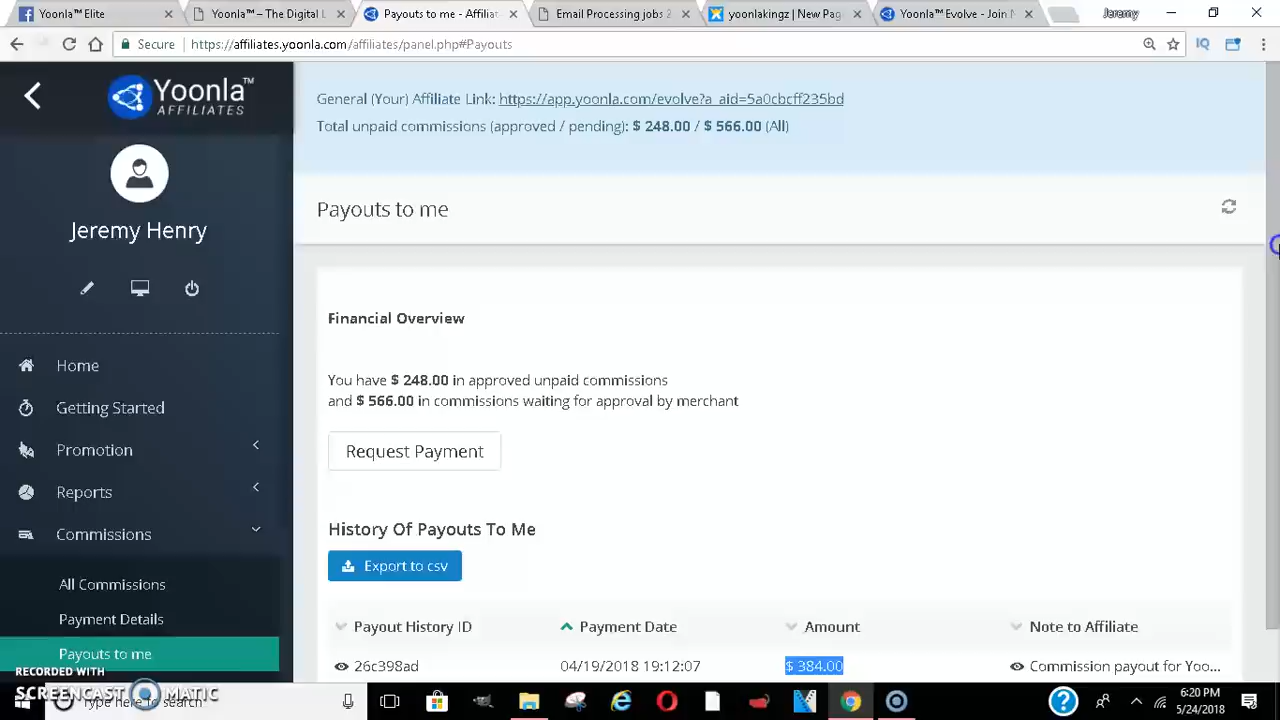 Yoonla™ Elite
Yoonla™ – The Digital L
Payouts to me - Affiliat
Email Processing jobs 2
yoonlakingz | New Pag
Yoonla™ Evolve - Join N
Jeremy
Secure
https://affiliates.yoonla.com/affiliates/panel.php#Payouts
Yoonla™
AFFILIATES
General (Your) Affiliate Link: https://app.yoonla.com/evolve?a_aid=5a0cbcff235bd
Total unpaid commissions (approved / pending): $ 248.00 / $ 566.00 (All)
Jeremy Henry
Payouts to me
Financial Overview
You have $ 248.00 in approved unpaid commissions
and $ 566.00 in commissions waiting for approval by merchant
Request Payment
Home
Getting Started
Promotion
Reports
Commissions
All Commissions
Payment Details
Payouts to me
History Of Payouts To Me
Export to csv
Payout History ID Payment Date Amount Note to Affiliate
26c398ad 04/19/2018 19:12:07 $ 384.00 Commission payout for Yoo...
RECORDED WITH
SCREENCAST MATIC
Type here to search
6:20 PM
5/24/2018